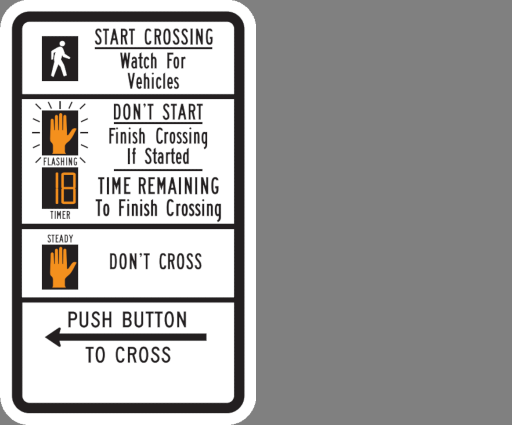 START CROSSING
Watch For
Vehicles
DON'T START
Finish Crossing
If Started
FLASHING
18
TIME REMAINING
To Finish Crossing
TIMER
STEADY
DON'T CROSS
PUSH BUTTON
TO CROSS